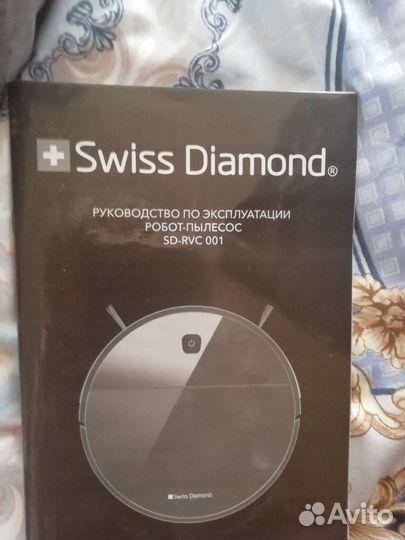 Swiss Diamond®
РУКОВОДСТВО ПО ЭКСПЛУАТАЦИИ
РОБОТ-ПЫЛЕСОС
SD-RVC 001
Swiss Diamond
Avito